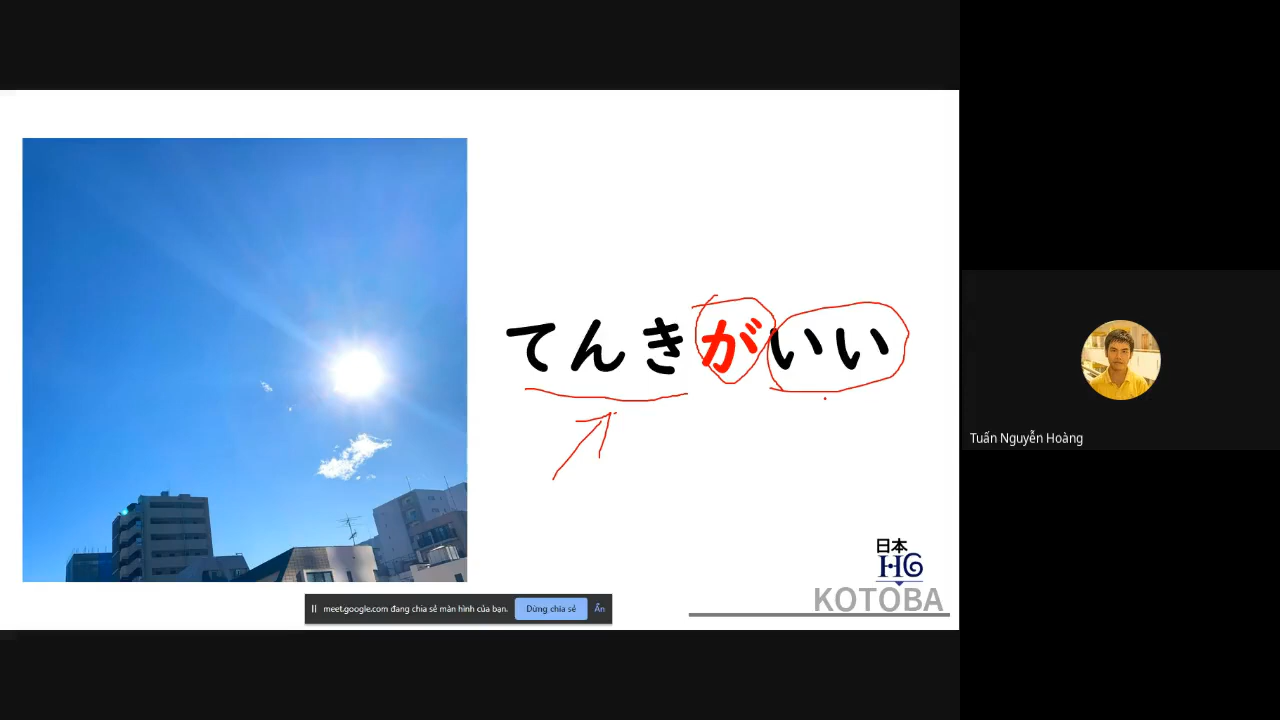 てんきがいい
日本
HG
KOTOBA
meet.google.com đang chia sẻ màn hình của bạn.
Dừng chia sẻ
Ẩn
Tuấn Nguyễn Hoàng